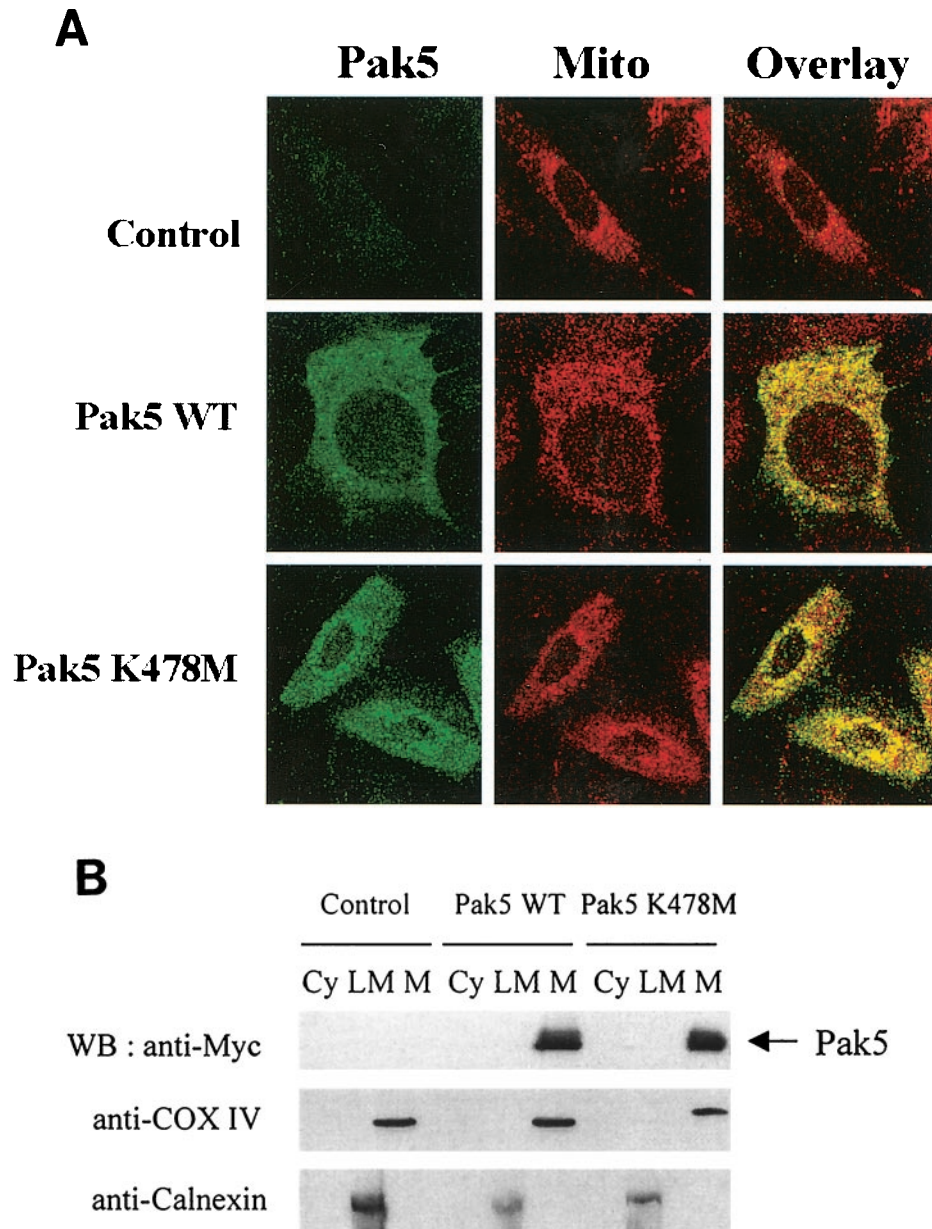 A
Pak5 Mito Overlay
Control
Pak5 WT
Pak5 K478M
B
Control Pak5 WT Pak5 K478M
Cy LM M Cy LM M Cy LM M
WB : anti-Myc
Pak5
anti-COX IV
anti-Calnexin